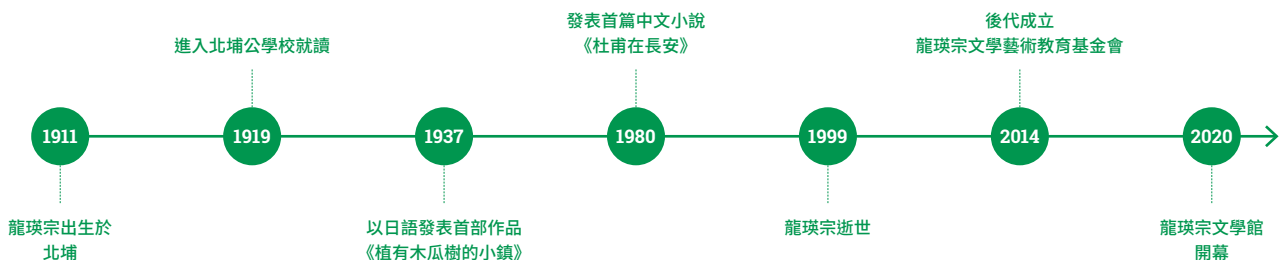 發表首篇中文小說
《杜甫在長安》
後代成立
龍瑛宗文學藝術教育基金會
進入北埔公學校就讀
1911
1919
1937
1980
1999
2014
2020
龍瑛宗出生於
北埔
以日語發表首部作品
《植有木瓜樹的小鎮》
龍瑛宗逝世
龍瑛宗文學館
開幕